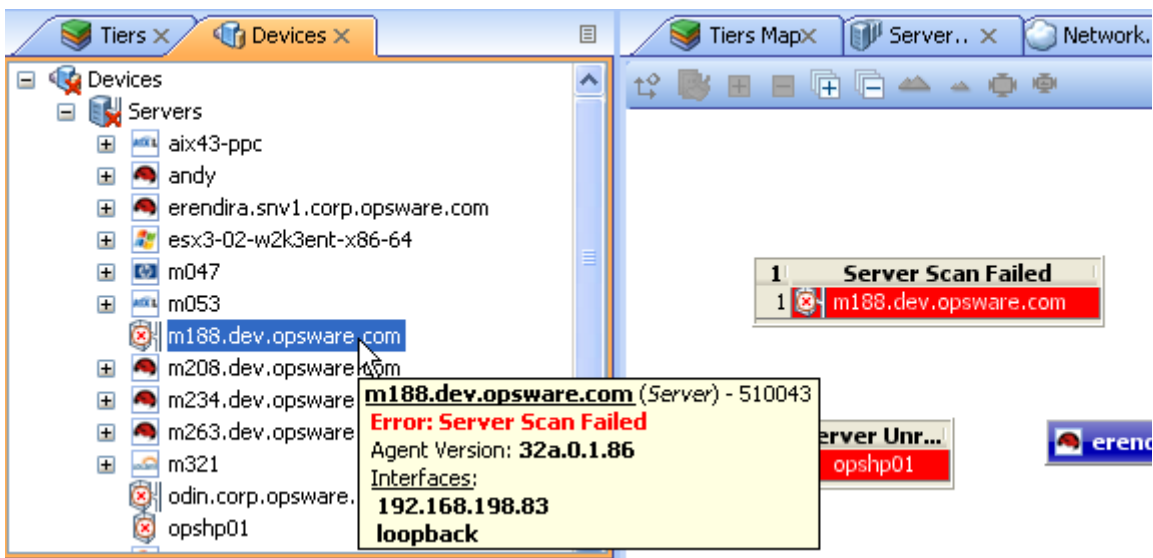 Tiers
Devices
Devices
Servers
aix43-ppc
andy
erendira.snv1.corp.opsware.com
esx3-02-w2k3ent-x86-64
m047
m053
m188.dev.opsware.com
m208.dev.opsware.com
m234.dev.opsware
m263.dev.opsware
m321
odin.corp.opsware.
opshp01
m188.dev.opsware.com (Server) - 510043
Error: Server Scan Failed
Agent Version: 32a.0.1.86
Interfaces:
192.168.198.83
loopback
Tiers Map
Server..
Network.
1 Server Scan Failed
1 m188.dev.opsware.com
erver Unr...
opshp01
erend